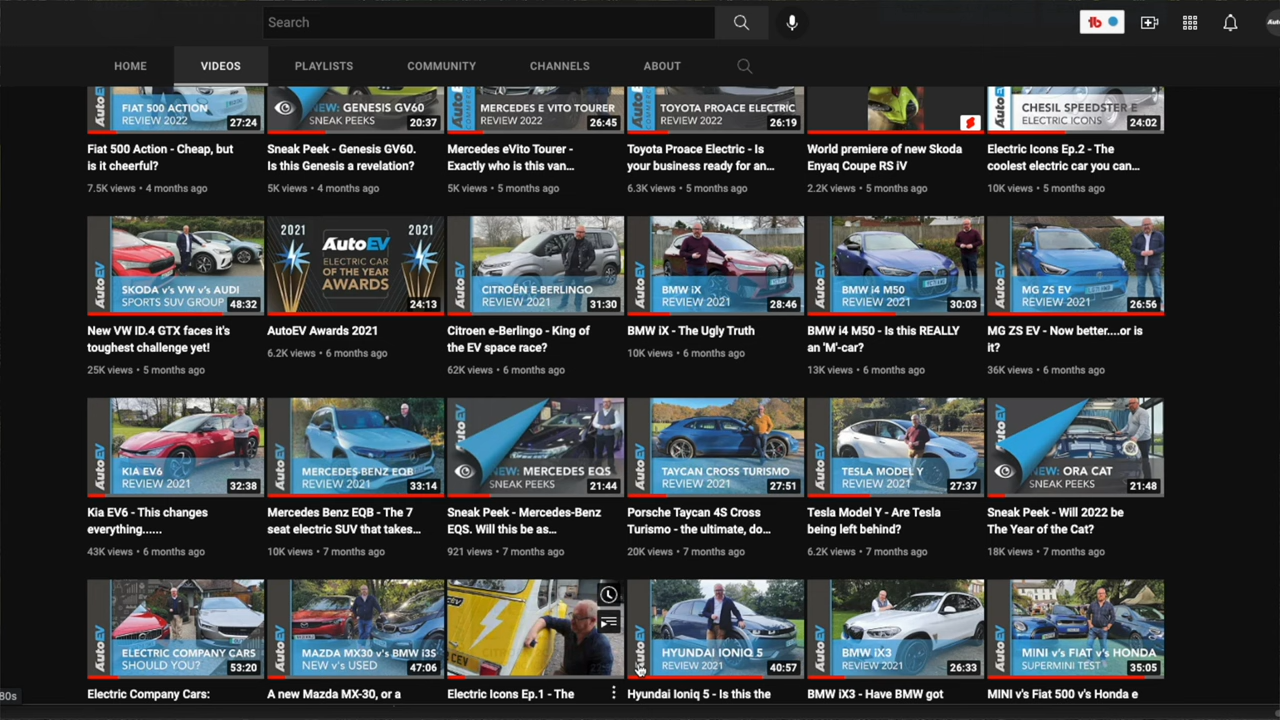 Search
HOME
VIDEOS
PLAYLISTS
COMMUNITY
CHANNELS
ABOUT
FIAT 500 ACTION
REVIEW 2022
27:24
NEW: GENESIS GV60
SNEAK PEEKS
20:37
MERCEDES E VITO TOURER
REVIEW 2022
26:45
TOYOTA PROACE ELECTRIC
REVIEW 2022
26:19
CHESIL SPEEDSTER E
ELECTRIC ICONS
24:02
Fiat 500 Action - Cheap, but
is it cheerful?
7.5K views • 4 months ago
Sneak Peek - Genesis GV60.
Is this Genesis a revelation?
5K views • 4 months ago
Mercedes eVito Tourer -
Exactly who is this van...
5K views • 5 months ago
Toyota Proace Electric - Is
your business ready for an...
6.3K views • 5 months ago
World premiere of new Skoda
Enyaq Coupe RS iV
2.2K views • 5 months ago
Electric Icons Ep.2 - The
coolest electric car you can...
10K views • 5 months ago
AutoEV
SKODA v's VW v's AUDI
SPORTS SUV GROUP
48:32
2021
AutoEV
2021
ELECTRIC CAR
OF THE YEAR
AWARDS
24:13
AutoEV
CITROËN E-BERLINGO
REVIEW 2021
31:30
AutoEV
BMW iX
REVIEW 2021
28:46
AutoEV
BMW i4 M50
REVIEW 2021
30:03
AutoEV
MG ZS EV
REVIEW 2021
26:56
New VW ID.4 GTX faces it's
toughest challenge yet!
25K views • 5 months ago
AutoEV Awards 2021
6.2K views • 6 months ago
Citroen e-Berlingo - King of
the EV space race?
62K views • 6 months ago
BMW iX - The Ugly Truth
10K views • 6 months ago
BMW i4 M50 - Is this REALLY
an 'M'-car?
13K views • 6 months ago
MG ZS EV - Now better....or is
it?
36K views • 6 months ago
AutoEV
KIA EV6
REVIEW 2021
32:38
AutoEV
MERCEDES-BENZ EQB
REVIEW 2021
33:14
AutoEV
NEW: MERCEDES EQS
SNEAK PEEKS
21:44
AutoEV
TAYCAN CROSS TURISMO
REVIEW 2021
27:51
AutoEV
TESLA MODEL Y
REVIEW 2021
27:37
AutoEV
NEW: ORA CAT
SNEAK PEEKS
21:48
Kia EV6 - This changes
everything......
43K views • 6 months ago
Mercedes Benz EQB - The 7
seat electric SUV that takes...
10K views • 7 months ago
Sneak Peek - Mercedes-Benz
EQS. Will this be as...
921 views • 7 months ago
Porsche Taycan 4S Cross
Turismo - the ultimate, do...
20K views • 7 months ago
Tesla Model Y - Are Tesla
being left behind?
6.2K views • 7 months ago
Sneak Peek - Will 2022 be
The Year of the Cat?
18K views • 7 months ago
AutoEV
ELECTRIC COMPANY CARS
SHOULD YOU?
53:20
AutoEV
MAZDA MX30 v's BMW i3S
NEW v's USED
47:06
AutoEV
HYUNDAI IONIQ 5
REVIEW 2021
40:57
AutoEV
BMW iX3
REVIEW 2021
26:33
AutoEV
MINI v's FIAT v's HONDA
SUPERMINI TEST
35:05
80s
Electric Company Cars:
A new Mazda MX-30, or a
Electric Icons Ep.1 - The
Hyundai Ioniq 5 - Is this the
BMW iX3 - Have BMW got
MINI v's Fiat 500 v's Honda e